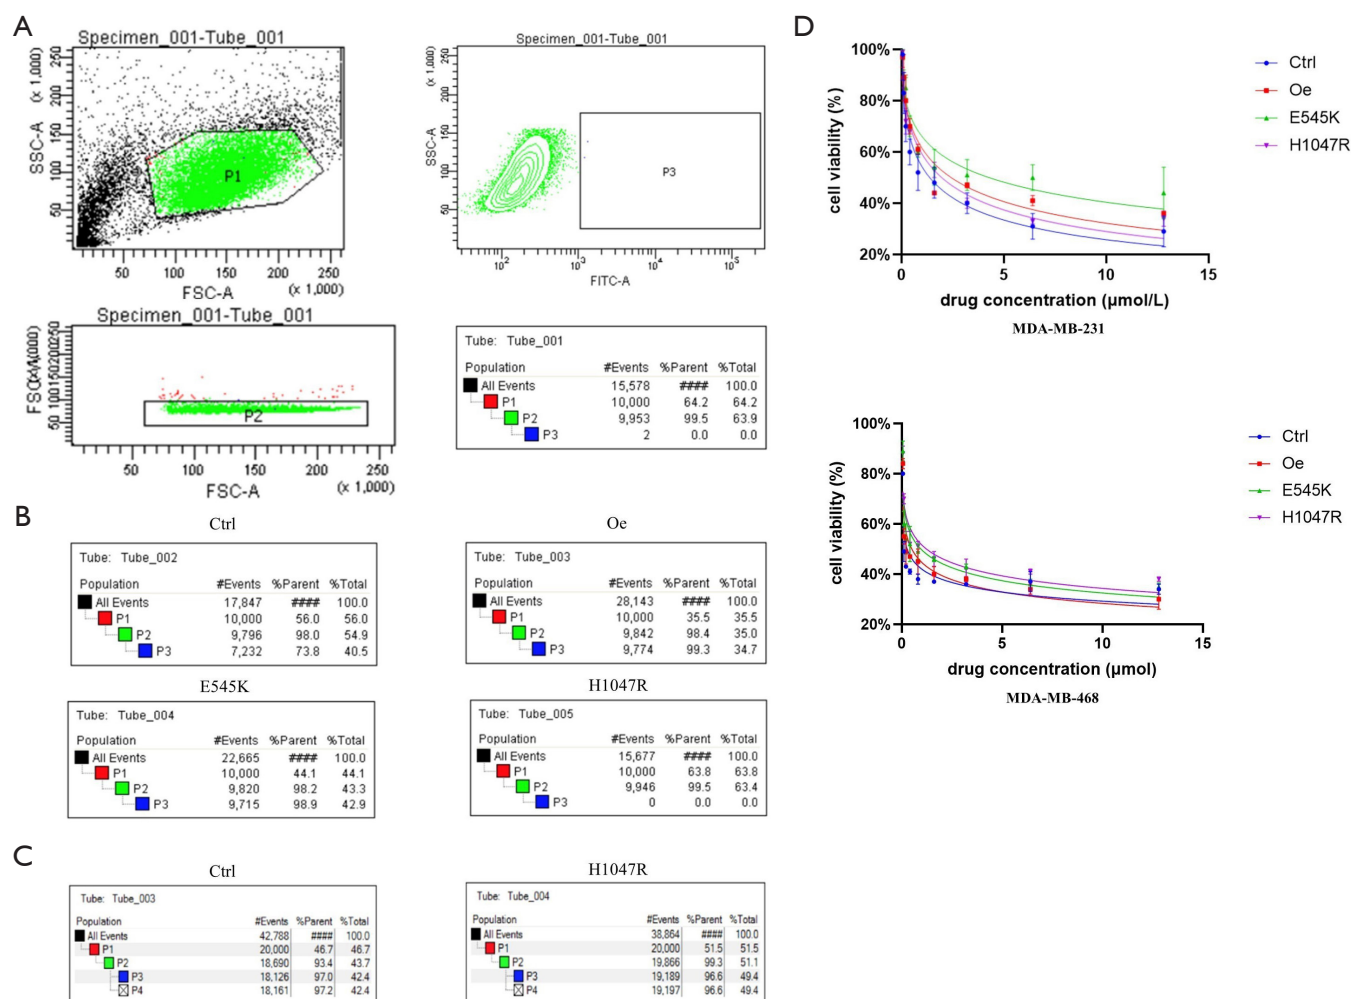 A
Specimen_001-Tube_001
SSC-A
(x 1,000)
250
200
150
100
50
P1
50 100 150 200 250
FSC-A
(x 1,000)
Specimen_001-Tube_001
SSC-A
(x 1,000)
250
200
150
100
50
P3
10² 10³ 10⁴ 10⁵
FITC-A
Specimen_001-Tube_001
P2
50 100 150 200 250
FSC-A
(x 1,000)
Tube: Tube_001
Population #Events %Parent %Total
All Events 15,578 #### 100.0
P1 10,000 64.2 64.2
P2 9,953 99.5 63.9
P3 2 0.0 0.0
B
Ctrl
Tube: Tube_002
Population #Events %Parent %Total
All Events 17,847 #### 100.0
P1 10,000 56.0 56.0
P2 9,796 98.0 54.9
P3 7,232 73.8 40.5
Oe
Tube: Tube_003
Population #Events %Parent %Total
All Events 28,143 #### 100.0
P1 10,000 35.5 35.5
P2 9,842 98.4 35.0
P3 9,774 99.3 34.7
E545K
Tube: Tube_004
Population #Events %Parent %Total
All Events 22,665 #### 100.0
P1 10,000 44.1 44.1
P2 9,820 98.2 43.3
P3 9,715 98.9 42.9
H1047R
Tube: Tube_005
Population #Events %Parent %Total
All Events 15,677 #### 100.0
P1 10,000 63.8 63.8
P2 9,946 99.5 63.4
P3 0 0.0 0.0
C
Ctrl
Tube: Tube_003
Population #Events %Parent %Total
All Events 42,788 #### 100.0
P1 20,000 46.7 46.7
P2 18,690 93.4 43.7
P3 18,126 97.0 42.4
P4 18,161 97.2 42.4
H1047R
Tube: Tube_004
Population #Events %Parent %Total
All Events 38,864 #### 100.0
P1 20,000 51.5 51.5
P2 19,866 99.3 51.1
P3 19,189 96.6 49.4
P4 19,197 96.6 49.4
D
cell viability (%)
100%
80%
60%
40%
20%
0 5 10 15
drug concentration (μmol/L)
MDA-MB-231
Ctrl
Oe
E545K
H1047R
cell viability (%)
100%
80%
60%
40%
20%
0 5 10 15
drug concentration (μmol)
MDA-MB-468
Ctrl
Oe
E545K
H1047R